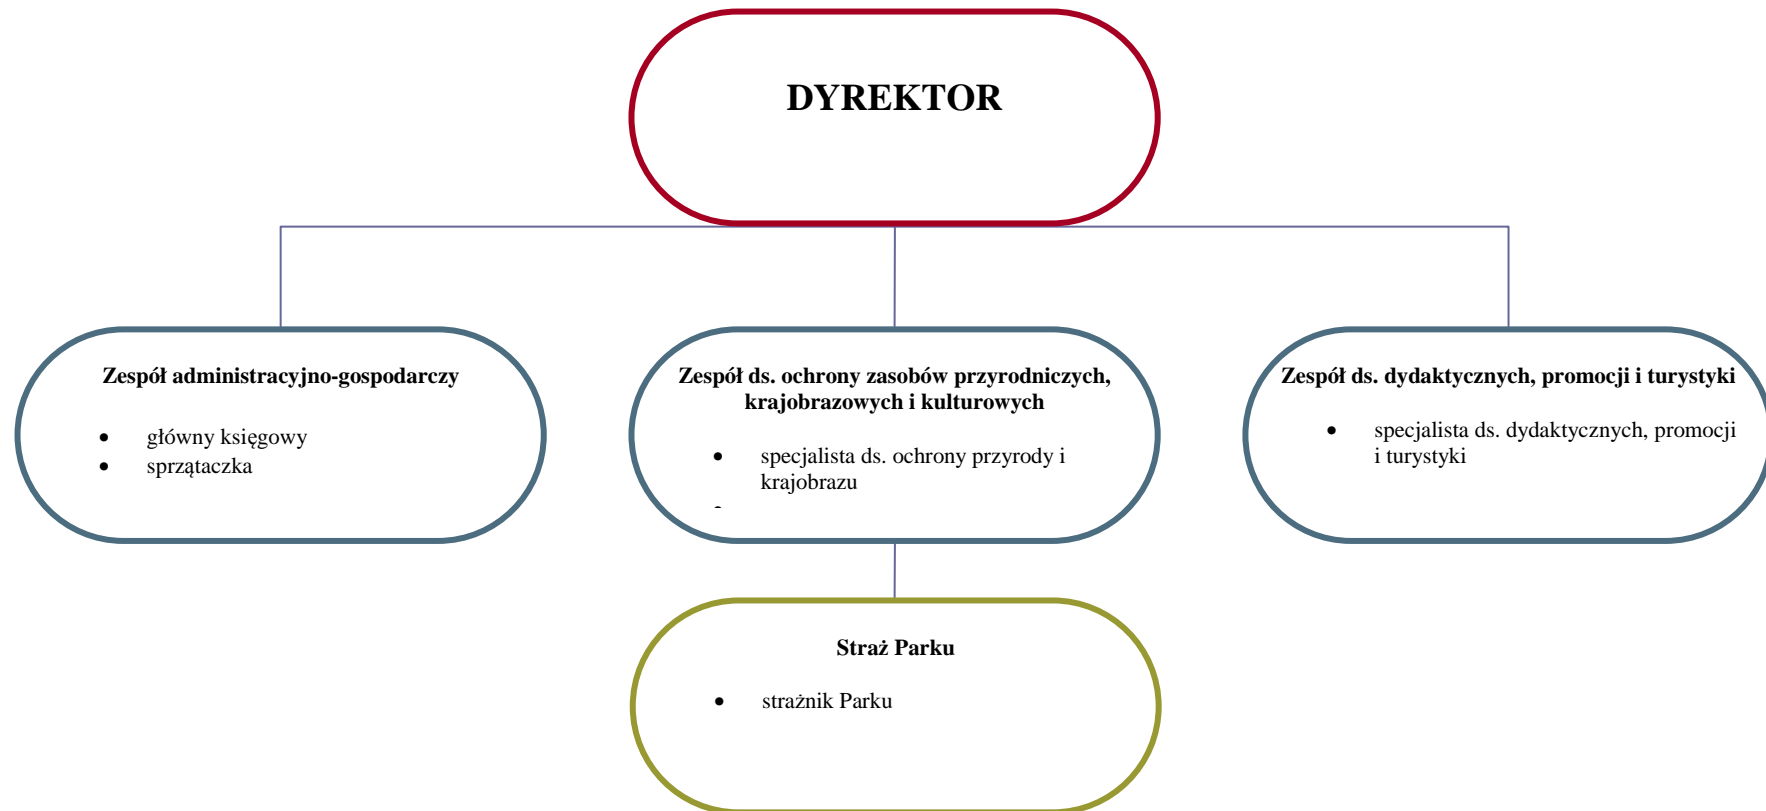 DYREKTOR
Zespół administracyjno-gospodarczy
• główny księgowy
• sprzątaczka
Zespół ds. ochrony zasobów przyrodniczych,
krajobrazowych i kulturowych
• specjalista ds. ochrony przyrody i
krajobrazu
•
Zespół ds. dydaktycznych, promocji i turystyki
• specjalista ds. dydaktycznych, promocji
i turystyki
Straż Parku
• strażnik Parku